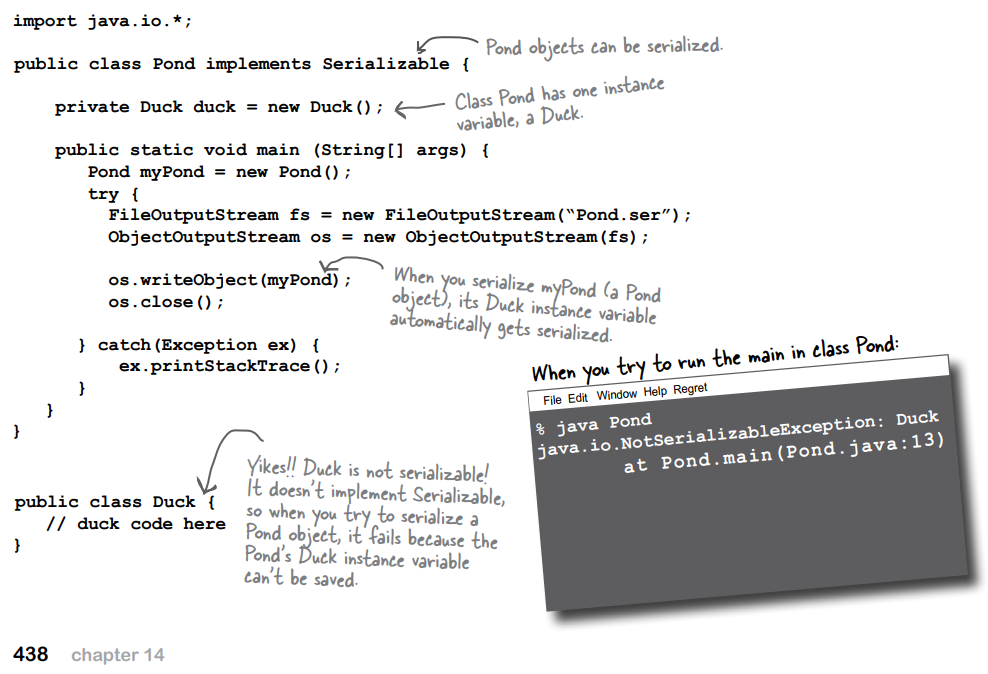 import java.io.*;
Pond objects can be serialized.
public class Pond implements Serializable {
private Duck duck = new Duck();
Class Pond has one instance
variable, a Duck.
public static void main (String[] args) {
Pond myPond = new Pond();
try {
FileOutputStream fs = new FileOutputStream(“Pond.ser”);
ObjectOutputStream os = new ObjectOutputStream(fs);
os.writeObject(myPond);
os.close();
When you serialize myPond (a Pond
object), its Duck instance variable
automatically gets serialized.
} catch(Exception ex) {
ex.printStackTrace();
}
}
}
When you try to run the main in class Pond:
File Edit Window Help Regret
% java Pond
java.io.NotSerializableException: Duck
at Pond.main(Pond.java:13)
public class Duck {
// duck code here
}
Yikes!! Duck is not serializable!
It doesn't implement Serializable,
so when you try to serialize a
Pond object, it fails because the
Pond's Duck instance variable
can't be saved.
438 chapter 14